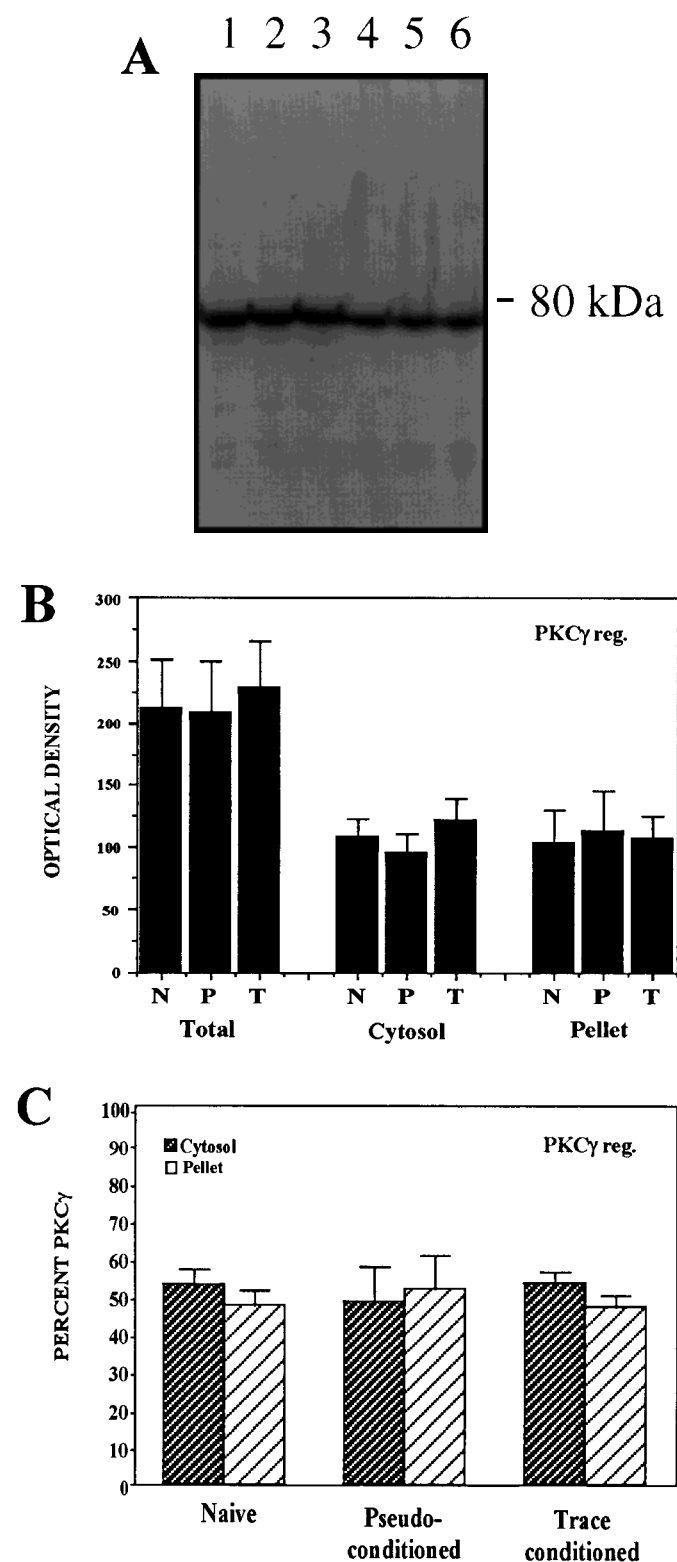 1 2 3 4 5 6
A
- 80 kDa
B
300
250
200
150
100
50
0
OPTICAL DENSITY
PKCγ reg.
N P T N P T N P T
Total Cytosol Pellet
C
100
90
80
70
60
50
40
30
20
10
0
PERCENT PKCγ
Cytosol
Pellet
PKCγ reg.
Naive
Pseudo-
conditioned
Trace
conditioned